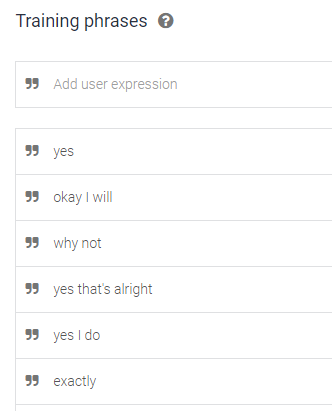 Training phrases ?
Add user expression
yes
okay I will
why not
yes that's alright
yes I do
exactly